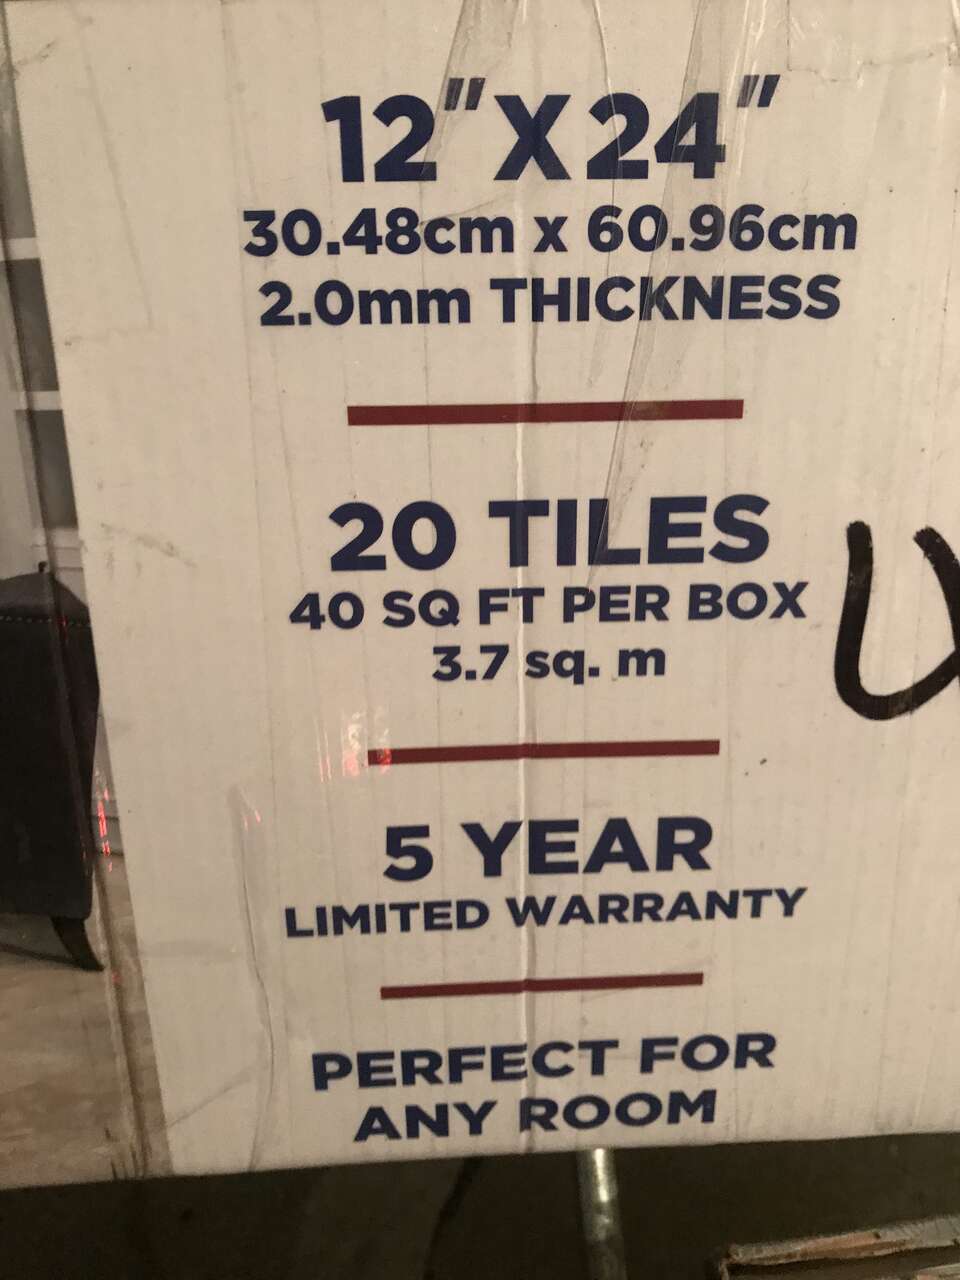 12" X 24"
30.48cm x 60.96cm
2.0mm THICKNESS
20 TILES
40 SQ FT PER BOX
3.7 sq. m
5 YEAR
LIMITED WARRANTY
PERFECT FOR
ANY ROOM